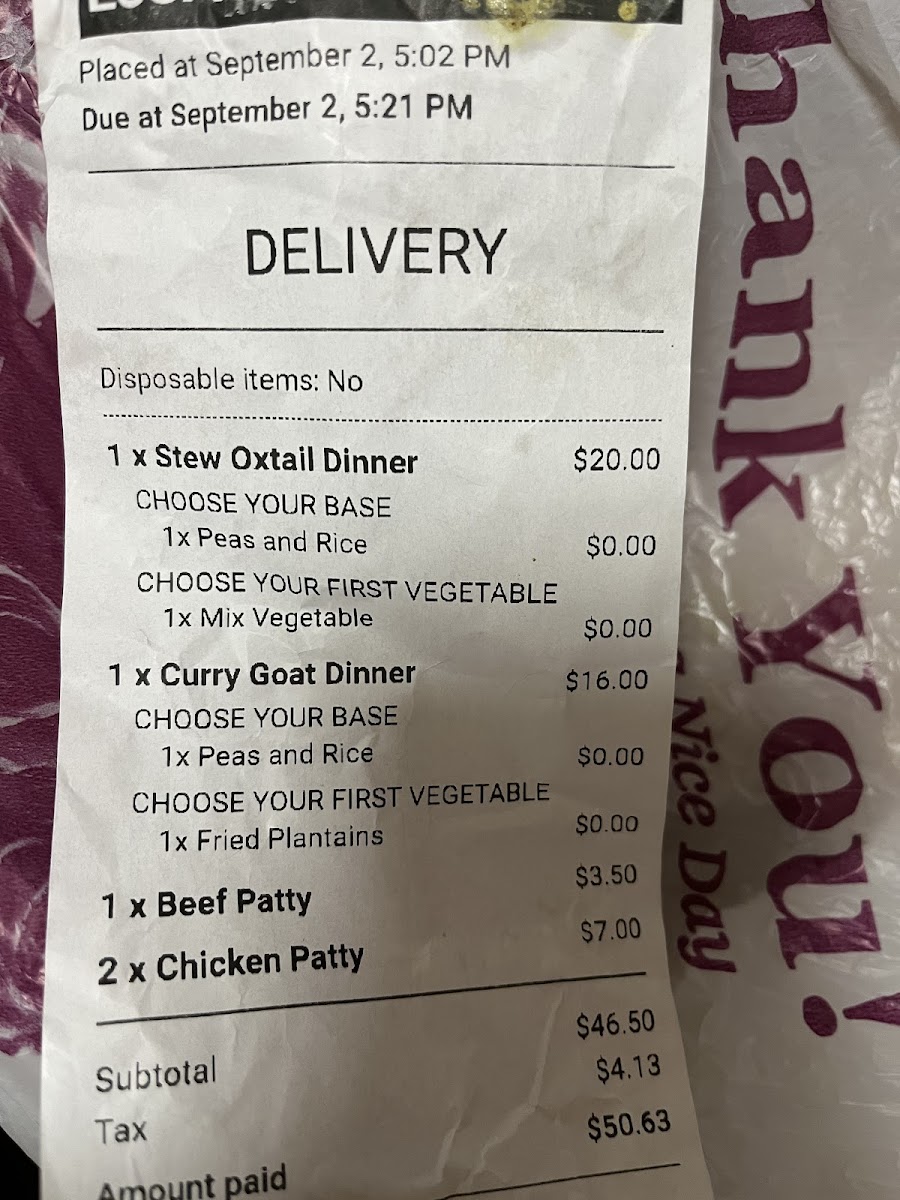 Placed at September 2, 5:02 PM
Due at September 2, 5:21 PM
DELIVERY
Disposable items: No
1 x Stew Oxtail Dinner $20.00
CHOOSE YOUR BASE
1x Peas and Rice $0.00
CHOOSE YOUR FIRST VEGETABLE
1x Mix Vegetable $0.00
1 x Curry Goat Dinner $16.00
CHOOSE YOUR BASE
1x Peas and Rice $0.00
CHOOSE YOUR FIRST VEGETABLE
1x Fried Plantains $0.00
1 x Beef Patty $3.50
2 x Chicken Patty $7.00
Subtotal $46.50
Tax $4.13
Amount paid $50.63
hank You!
Nice Day